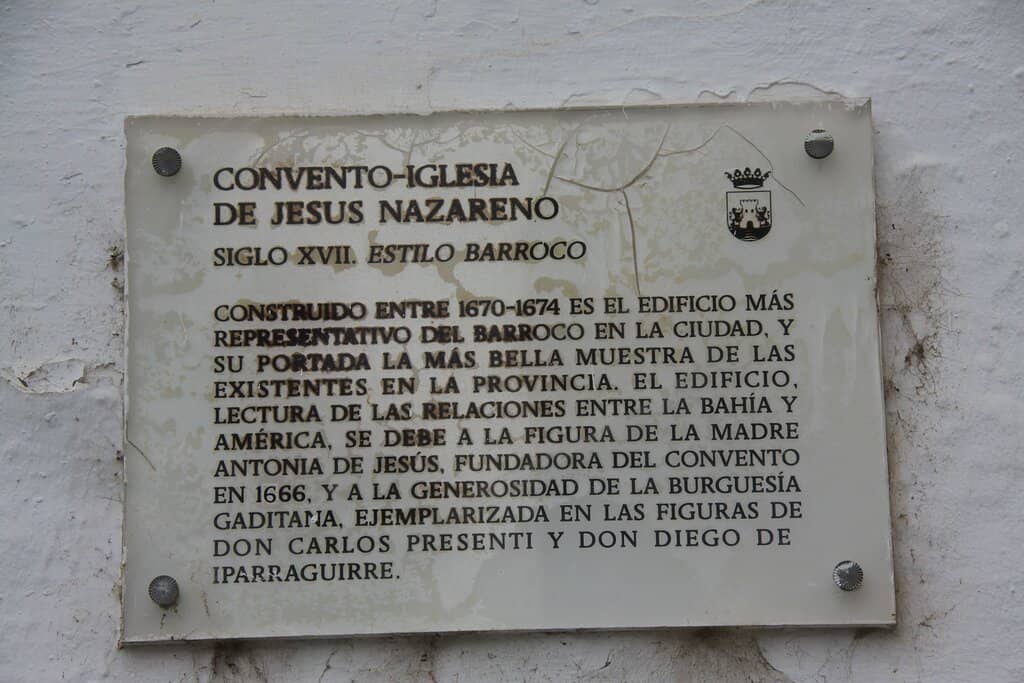 CONVENTO-IGLESIA
DE JESUS NAZARENO
SIGLO XVII. ESTILO BARROCO
CONSTRUIDO ENTRE 1670-1674 ES EL EDIFICIO MÁS
REPRESENTATIVO DEL BARROCO EN LA CIUDAD, Y
SU PORTADA LA MÁS BELLA MUESTRA DE LAS
EXISTENTES EN LA PROVINCIA. EL EDIFICIO,
LECTURA DE LAS RELACIONES ENTRE LA BAHÍA Y
AMÉRICA, SE DEBE A LA FIGURA DE LA MADRE
ANTONIA DE JESÚS, FUNDADORA DEL CONVENTO
EN 1666, Y A LA GENEROSIDAD DE LA BURGUESÍA
GADITANA, EJEMPLARIZADA EN LAS FIGURAS DE
DON CARLOS PRESENTI Y DON DIEGO DE
IPARRAGUIRRE.